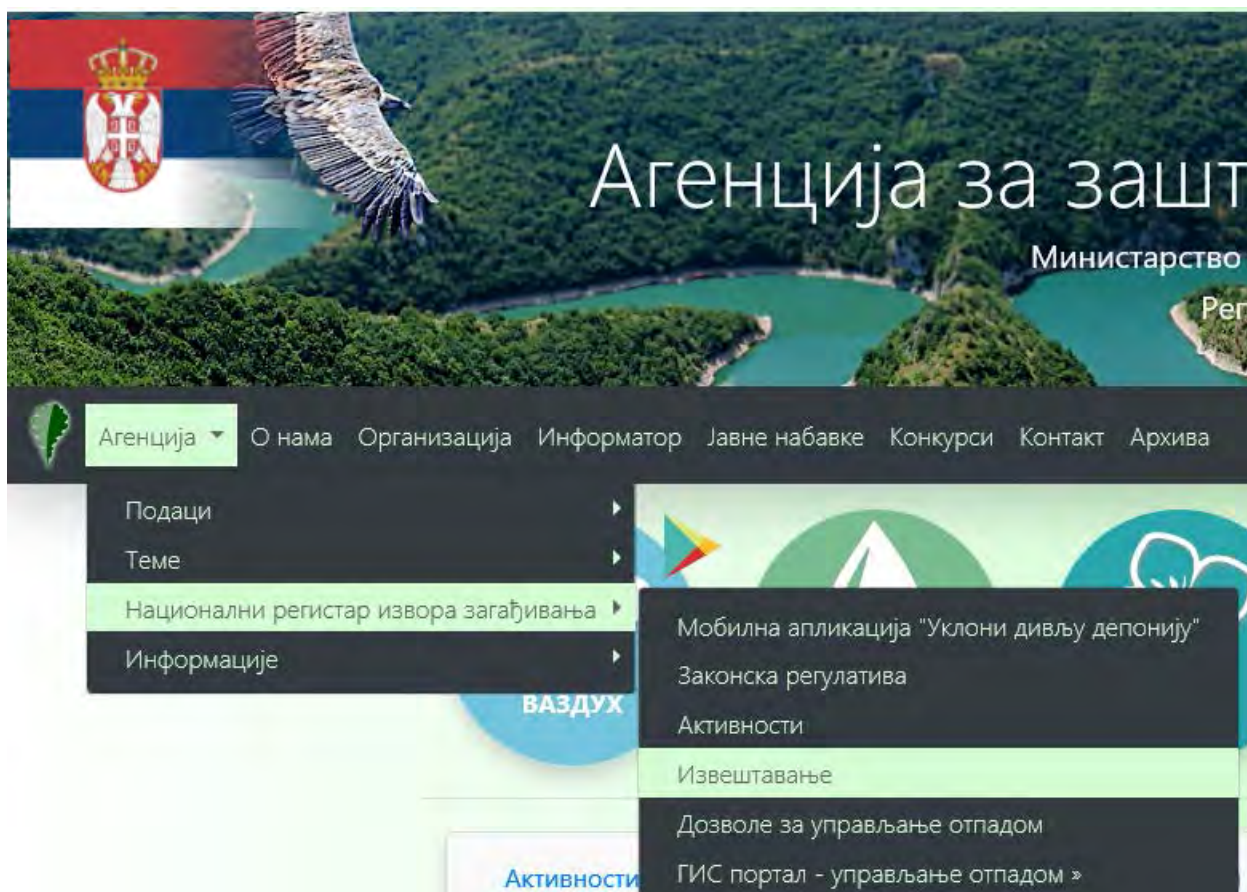 Агенција за зашт
Министарство
Реп
Агенција О нама Организација Информатор Јавне набавке Конкурси Контакт Архива
Подаци
Теме
Национални регистар извора загађивања
Информације
Мобилна апликација "Уклони дивљу депонију"
Законска регулатива
Активности
Извештавање
Дозволе за управљање отпадом
ГИС портал - управљање отпадом »
ВАЗДУХ
Активности